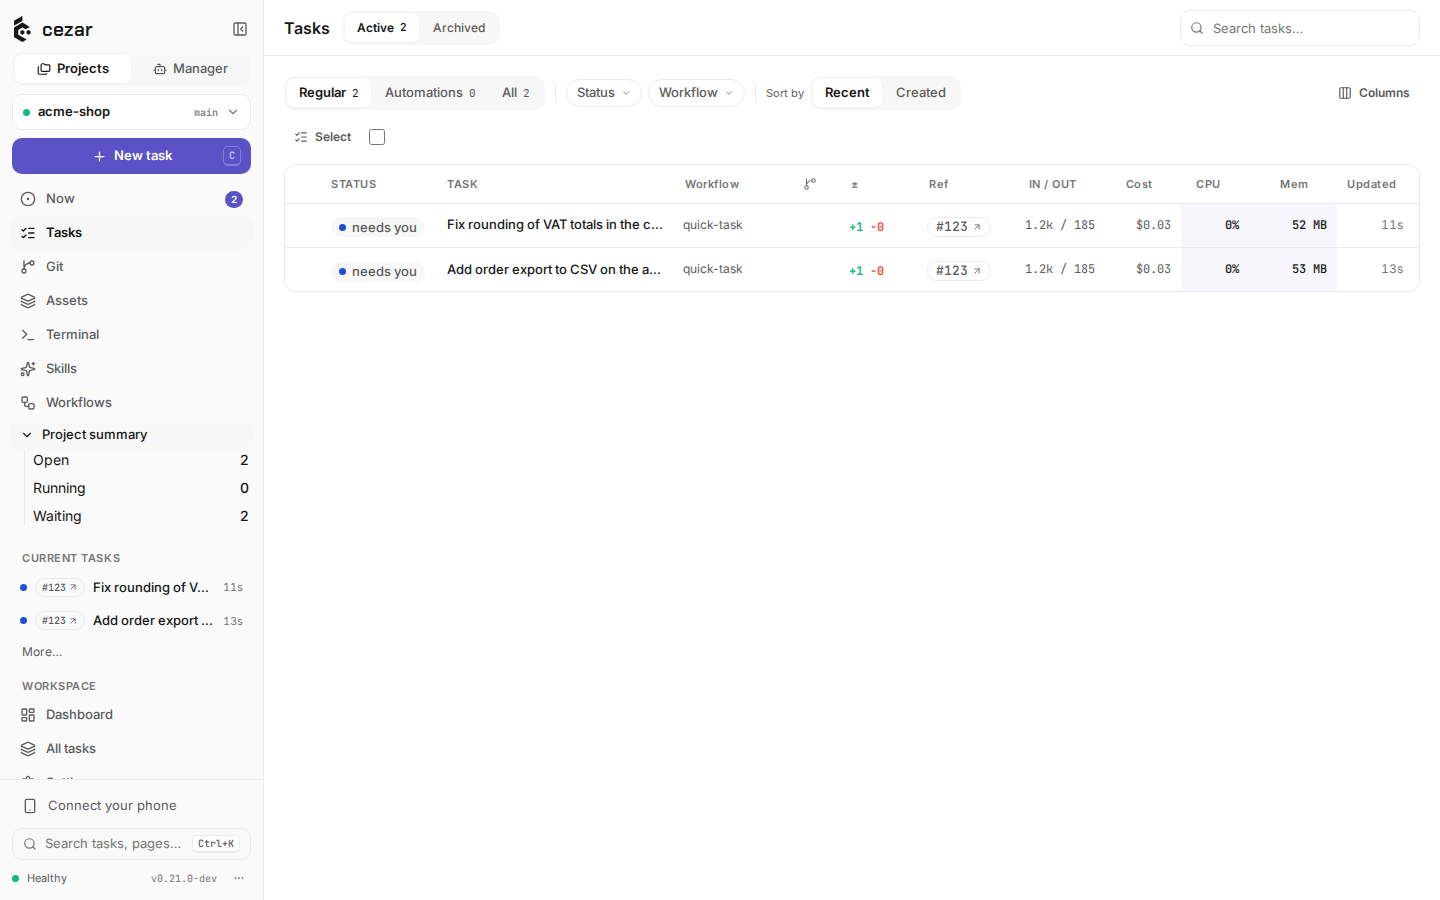 cezar
Projects
Manager
acme-shop
main
New task
C
Now
2
Tasks
Git
Assets
Terminal
Skills
Workflows
Project summary
Open 2
Running 0
Waiting 2
CURRENT TASKS
#123 Fix rounding of V... 11s
#123 Add order export ... 13s
More...
WORKSPACE
Dashboard
All tasks
Connect your phone
Search tasks, pages... Ctrl+K
Healthy v0.21.0-dev ...
Tasks
Active 2
Archived
Search tasks...
Regular 2
Automations 0
All 2
Status
Workflow
Sort by
Recent
Created
Columns
Select
STATUS TASK Workflow ± Ref IN / OUT Cost CPU Mem Updated
needs you Fix rounding of VAT totals in the c... quick-task +1 -0 #123 1.2k / 185 $0.03 0% 52 MB 11s
needs you Add order export to CSV on the a... quick-task +1 -0 #123 1.2k / 185 $0.03 0% 53 MB 13s